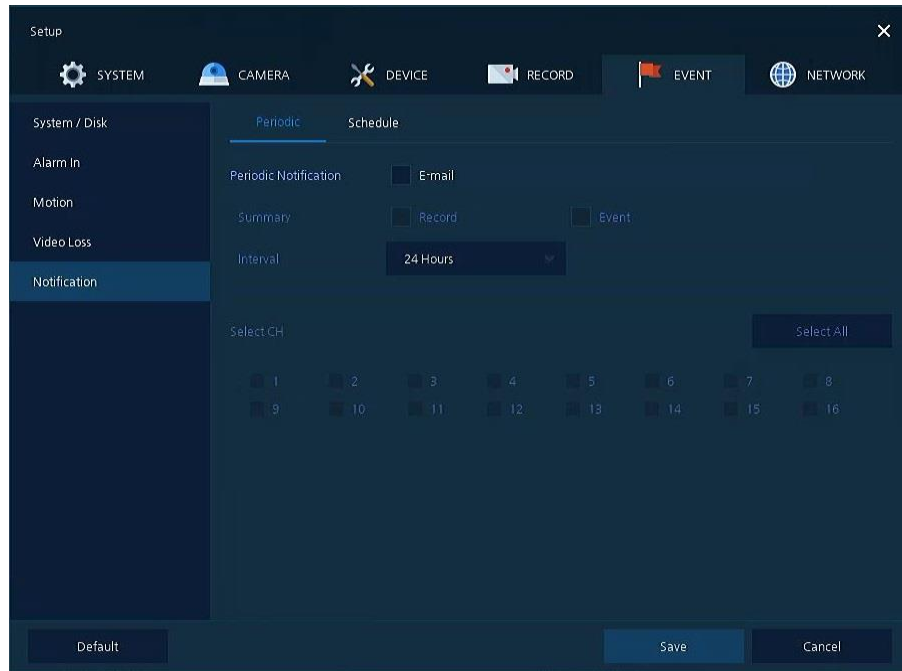 Setup
SYSTEM CAMERA DEVICE RECORD EVENT NETWORK
System / Disk
Alarm In
Motion
Video Loss
Notification
Periodic Schedule
Periodic Notification E-mail
Summary Record Event
Interval 24 Hours
Select CH Select All
1 2 3 4 5 6 7 8
9 10 11 12 13 14 15 16
Default Save Cancel